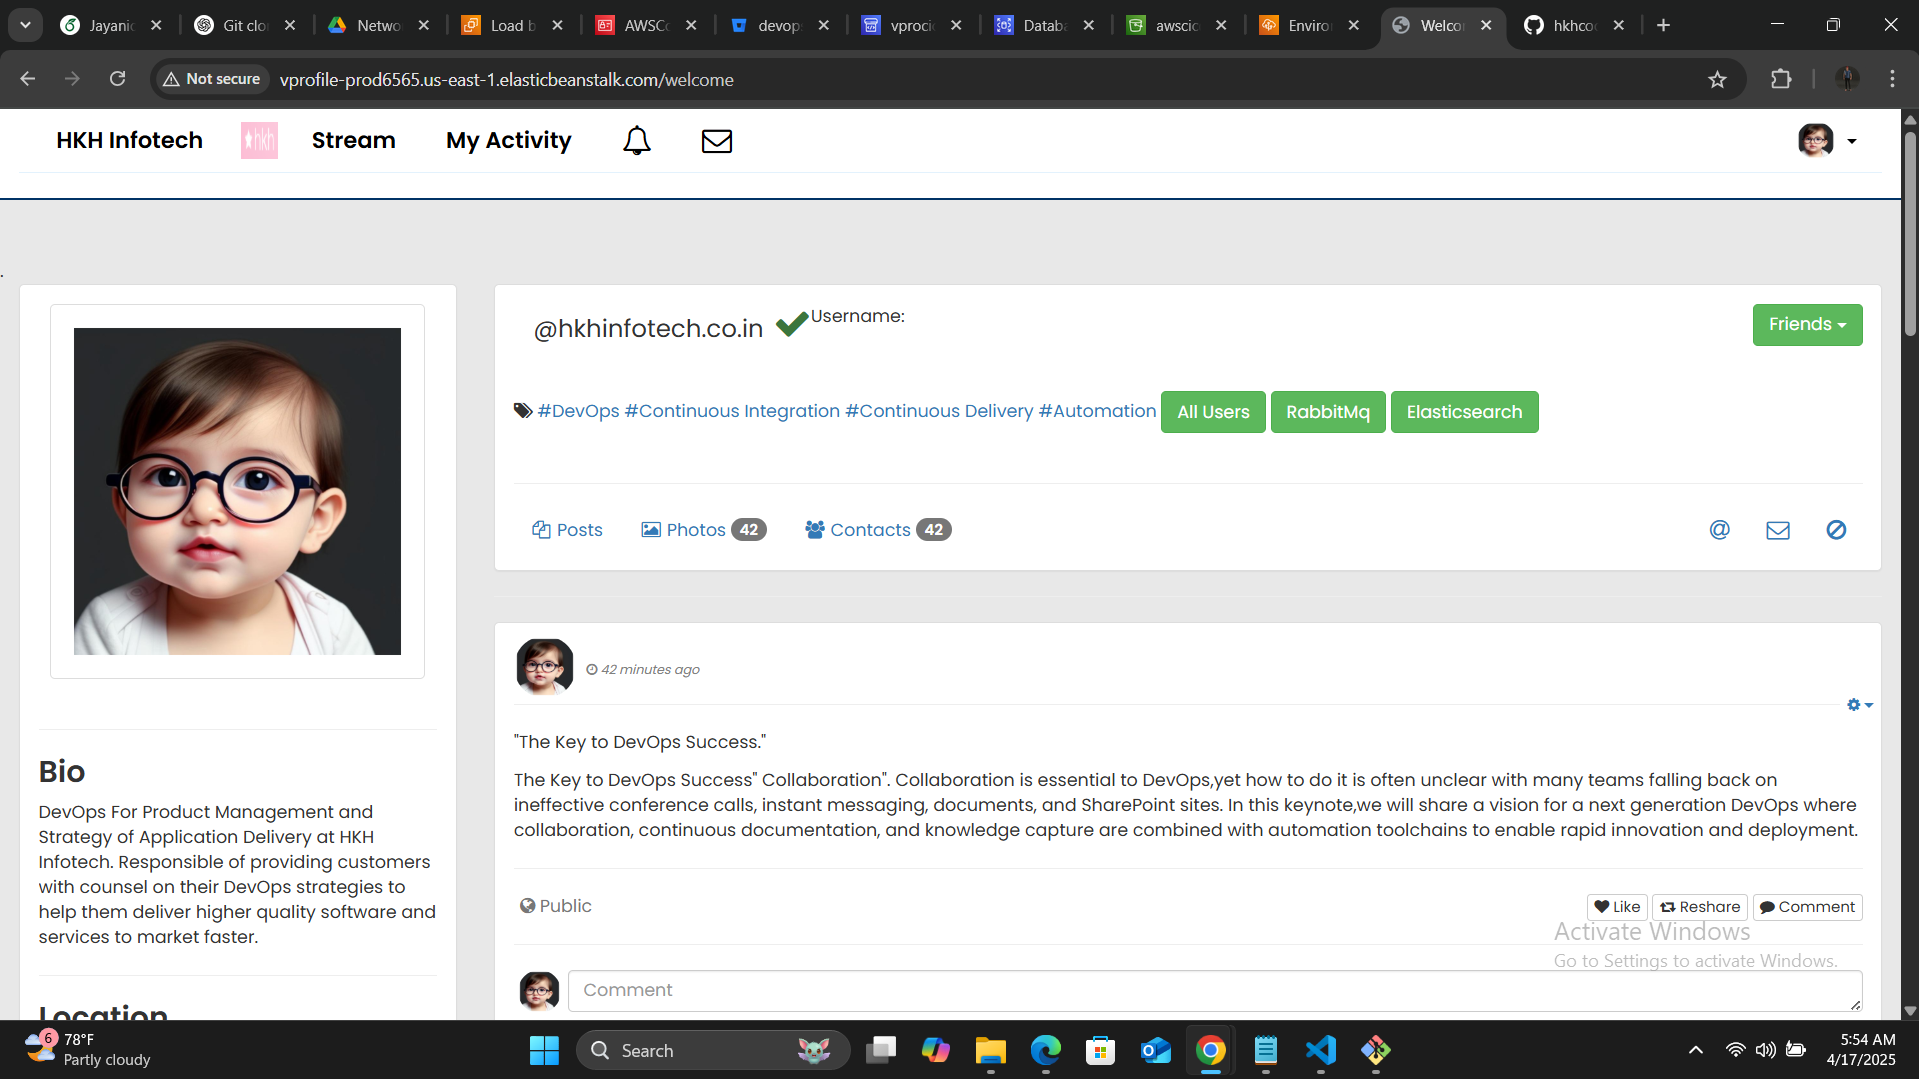 Jayani
Git clo
Netwo
Load b
AWSCo
devop
vproci
Databa
awscio
Enviro
Welco
hkhco
Not secure
vprofile-prod6565.us-east-1.elasticbeanstalk.com/welcome
HKH Infotech
hkh
Stream
My Activity
.
@hkhinfotech.co.in
Username:
Friends
#DevOps #Continuous Integration #Continuous Delivery #Automation All Users RabbitMq Elasticsearch
Posts
Photos 42
Contacts 42
@
42 minutes ago
"The Key to DevOps Success."
The Key to DevOps Success" Collaboration". Collaboration is essential to DevOps,yet how to do it is often unclear with many teams falling back on
ineffective conference calls, instant messaging, documents, and SharePoint sites. In this keynote,we will share a vision for a next generation DevOps where
collaboration, continuous documentation, and knowledge capture are combined with automation toolchains to enable rapid innovation and deployment.
Public
Like
Reshare
Comment
Comment
Bio
DevOps For Product Management and
Strategy of Application Delivery at HKH
Infotech. Responsible of providing customers
with counsel on their DevOps strategies to
help them deliver higher quality software and
services to market faster.
Location
Activate Windows
Go to Settings to activate Windows.
6
78°F
Partly cloudy
Search
5:54 AM
4/17/2025